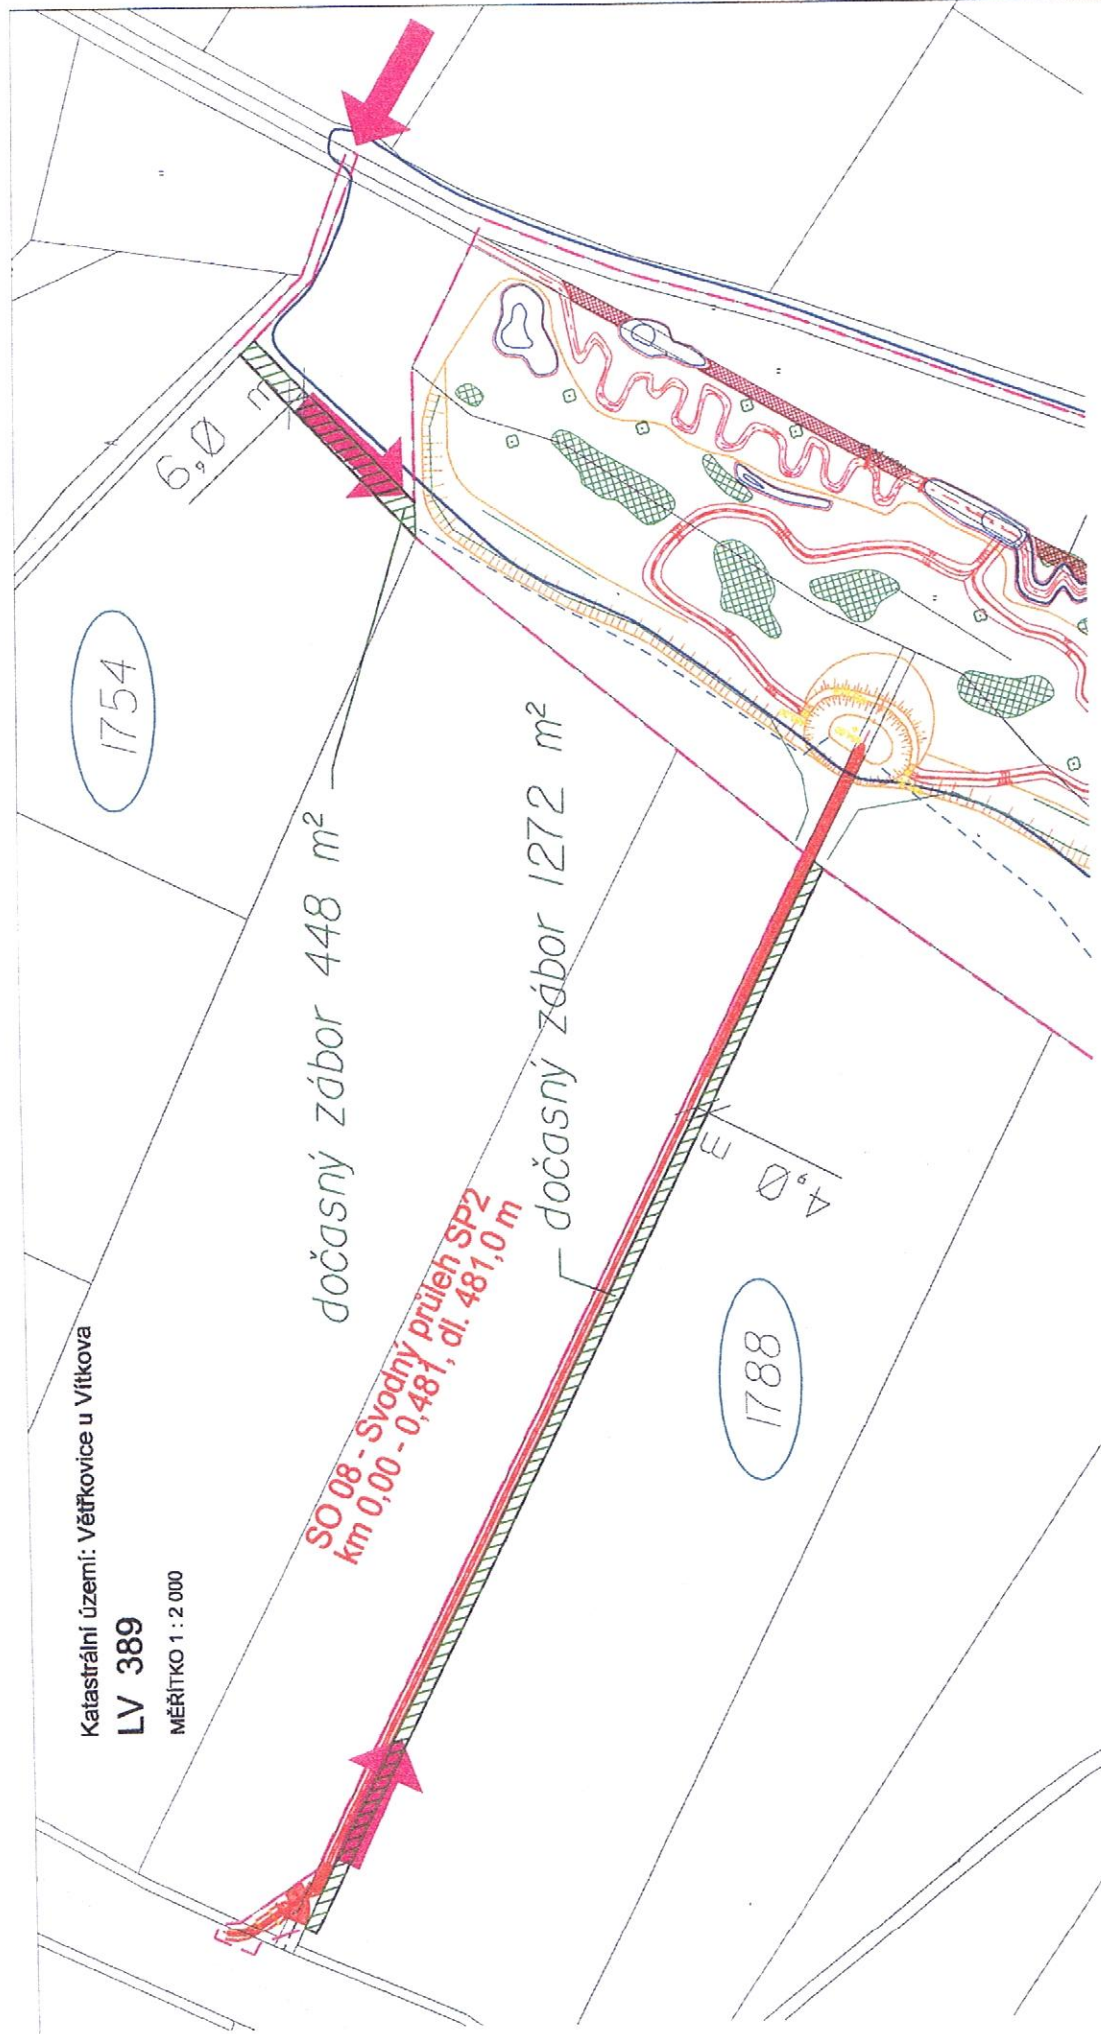 Katastrální území: Větřkovice u Vítkova
LV 389
MĚŘÍTKO 1 : 2 000
1754
6,0 m
dočasný zábor 448 m²
SO 08 - Svodný průleh SP2
km 0,00 - 0,481, dl. 481,0 m
dočasný zábor 1272 m²
4,0 m
1788